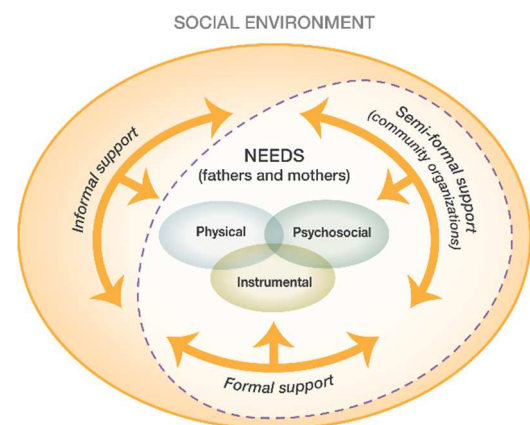 SOCIAL ENVIRONMENT
Informal support
Semi-formal support
(community organizations)
NEEDS
(fathers and mothers)
Physical
Psychosocial
Instrumental
Formal support